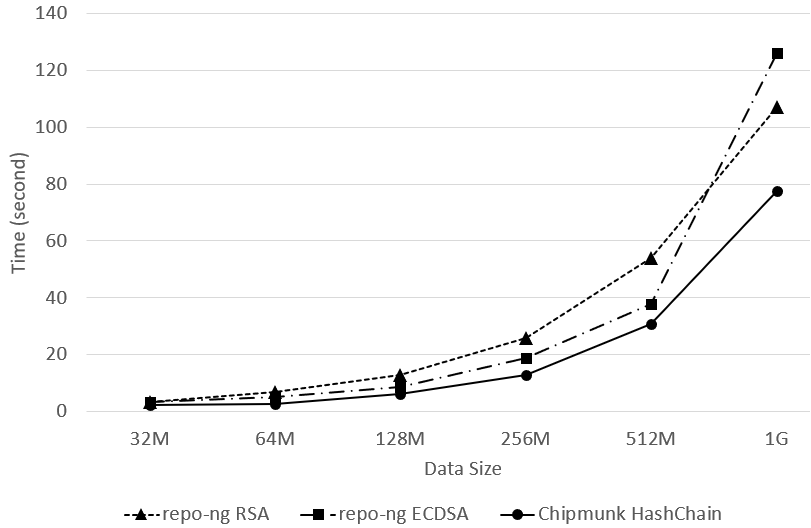 140
120
100
80
60
40
20
0
Time (second)
32M 64M 128M 256M 512M 1G
Data Size
repo-ng RSA repo-ng ECDSA Chipmunk HashChain